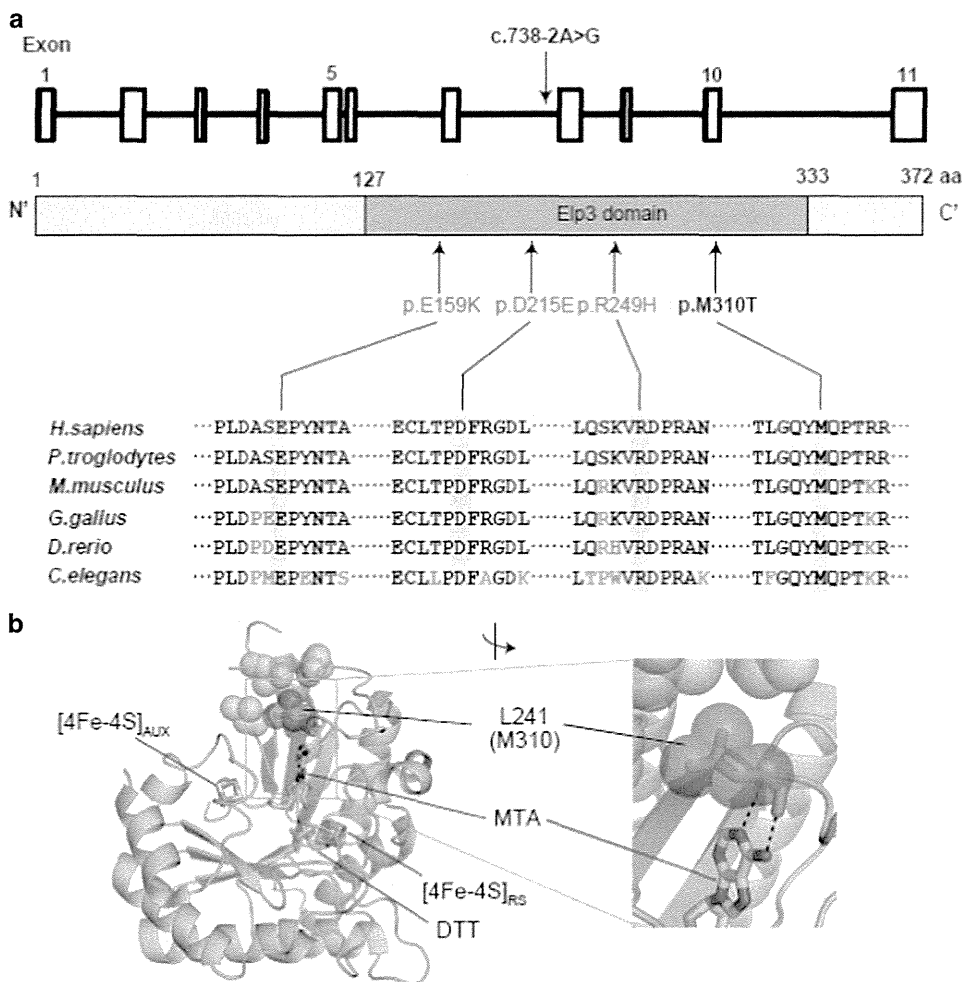 a
Exon
c.738-2A>G
1
5
10
11
1
127
333
372 aa
N'
Elp3 domain
C'
p.E159K
p.D215E
p.R249H
p.M310T
H.sapiens ···PLDASEPYNTA······ECLTPDFRGDL······LQSKVRDPRAN······TLGQYMQPTRR···
P.troglodytes ···PLDASEPYNTA······ECLTPDFRGDL······LQSKVRDPRAN······TLGQYMQPTRR···
M.musculus ···PLDASEPYNTA······ECLTPDFRGDL······LQRKVRDPRAN······TLGQYMQPTKR···
G.gallus ···PLDPEEPYNTA······ECLTPDFRGDL······LQRKVRDPRAN······TLGQYMQPTKR···
D.rerio ···PLDPDEPYNTA······ECLTPDFRGDL······LQRHVRDPRAN······TLGQYMQPTKR···
C.elegans ···PLDPMEPENTS······ECLLPDFAGDK······LTPWVRDPRAK······TFGQYMQPTKR···
b
[4Fe-4S]AUX
L241
(M310)
MTA
[4Fe-4S]RS
DTT